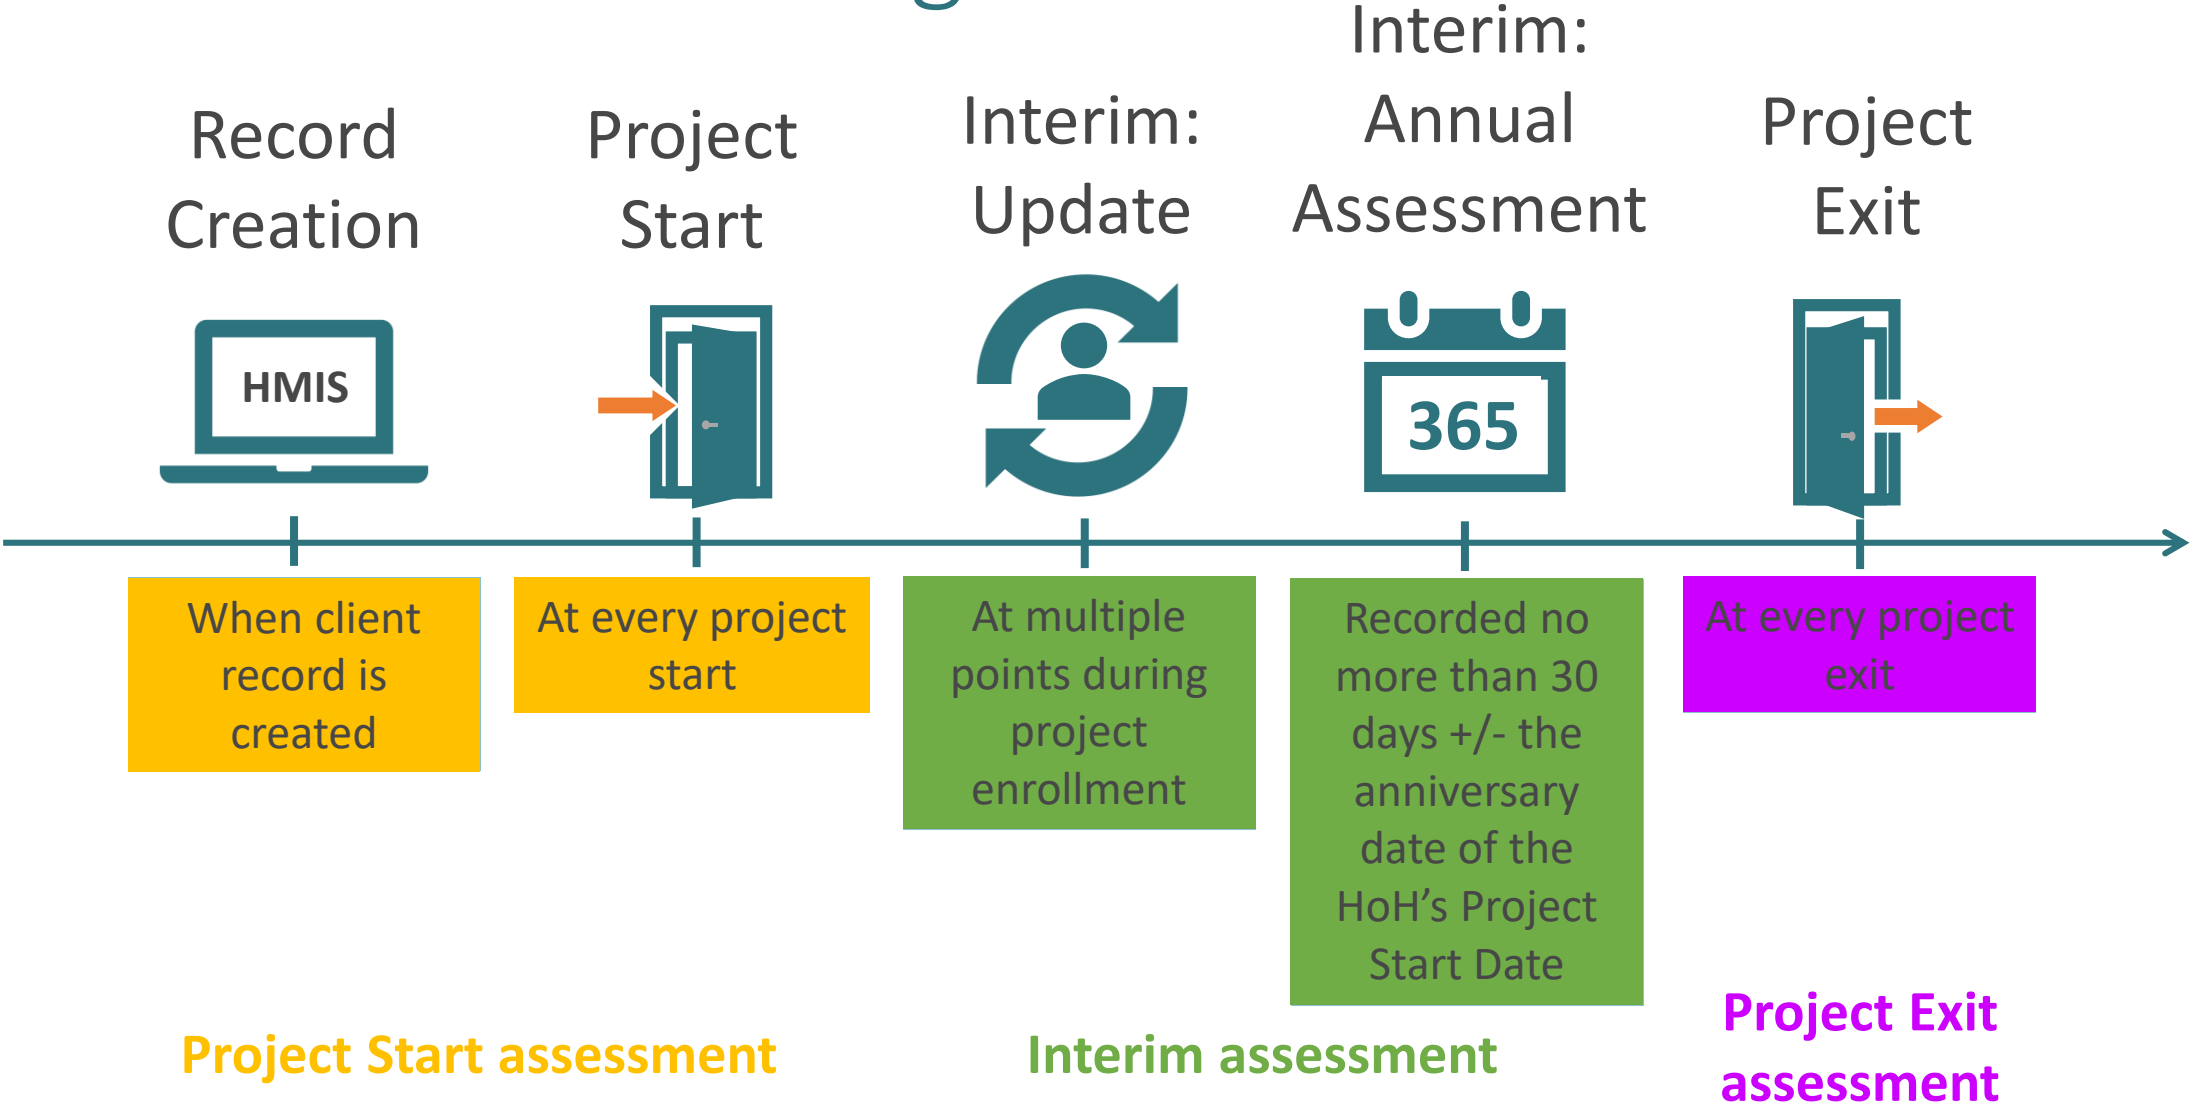 Record
Creation
Project
Start
Interim:
Update
Interim:
Annual
Assessment
Project
Exit
HMIS
365
When client
record is
created
At every project
start
At multiple
points during
project
enrollment
Recorded no
more than 30
days +/- the
anniversary
date of the
HoH’s Project
Start Date
At every project
exit
Project Start assessment
Interim assessment
Project Exit
assessment